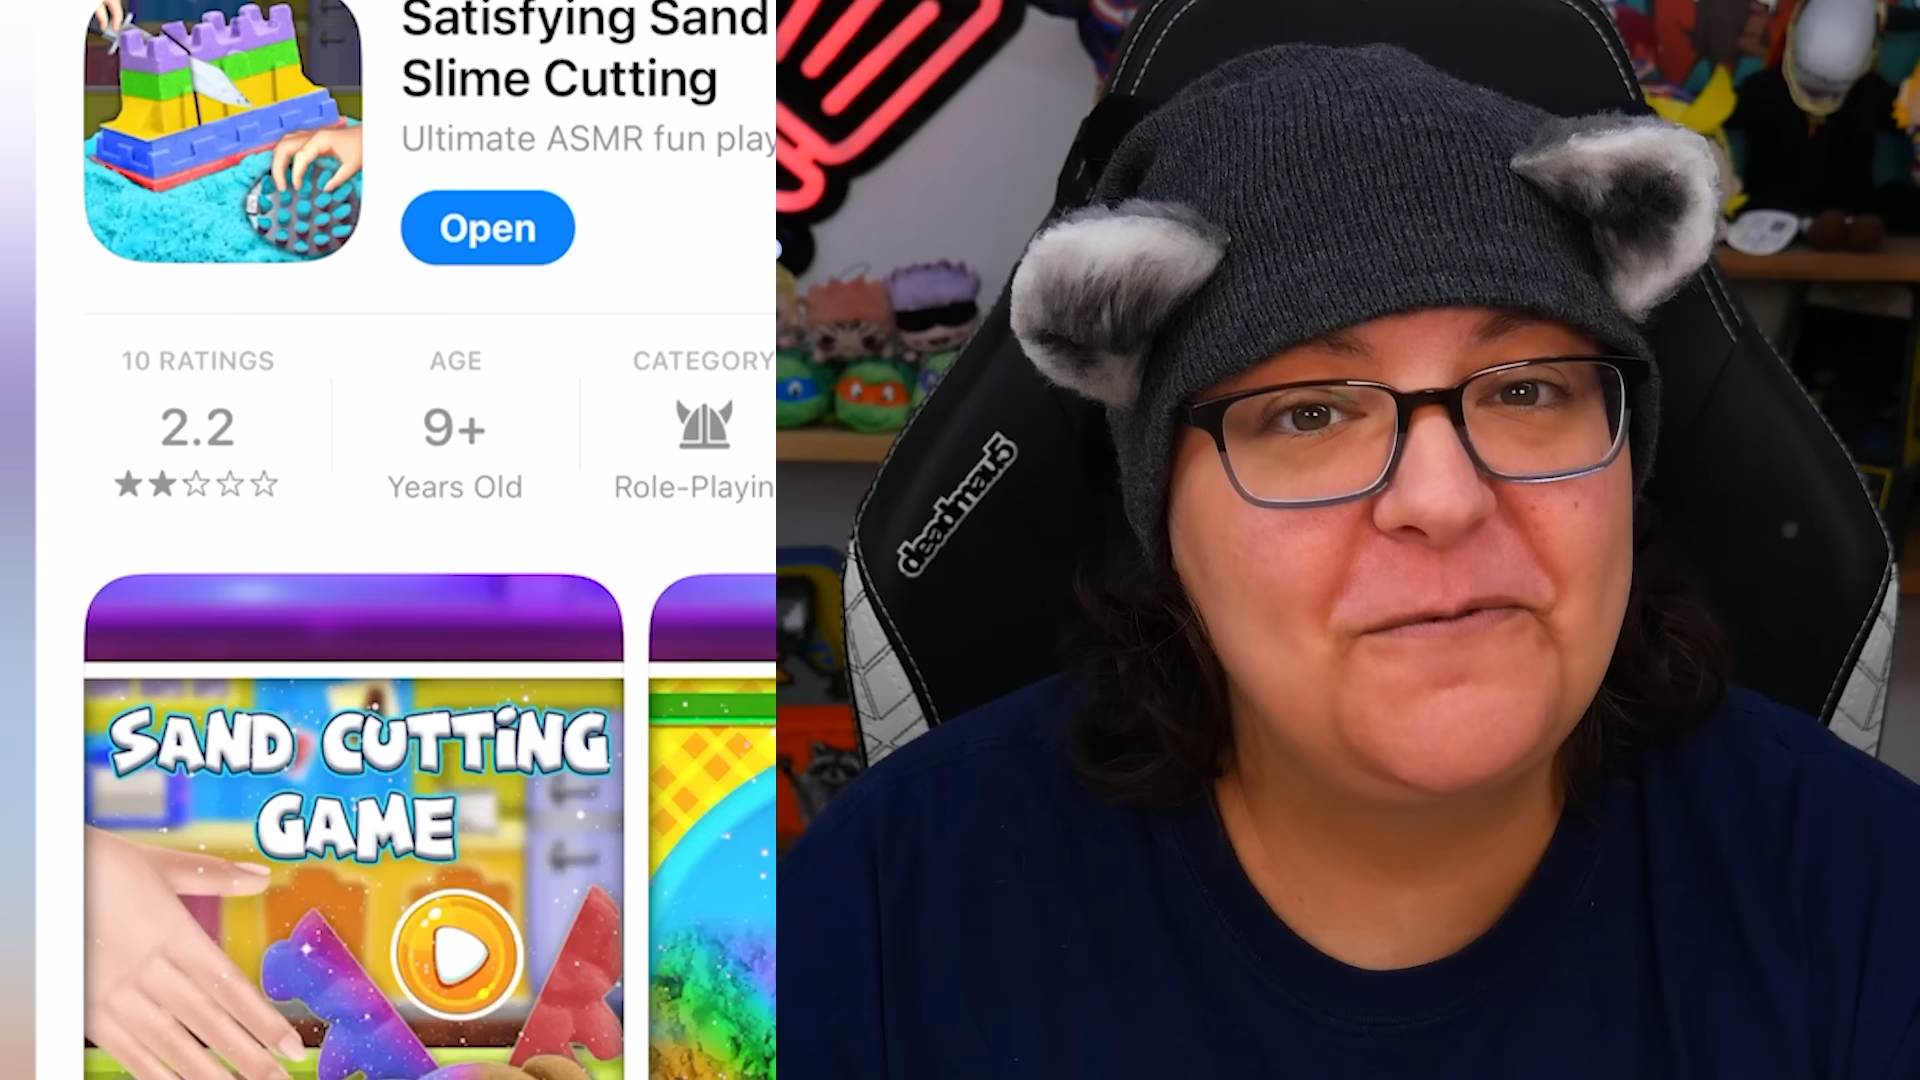 Satisfying Sand
Slime Cutting
Ultimate ASMR fun play
Open
10 RATINGS
AGE
CATEGORY
2.2
9+
Years Old
Role-Playin
SAND CUTTiNG
GAME
deadmau5